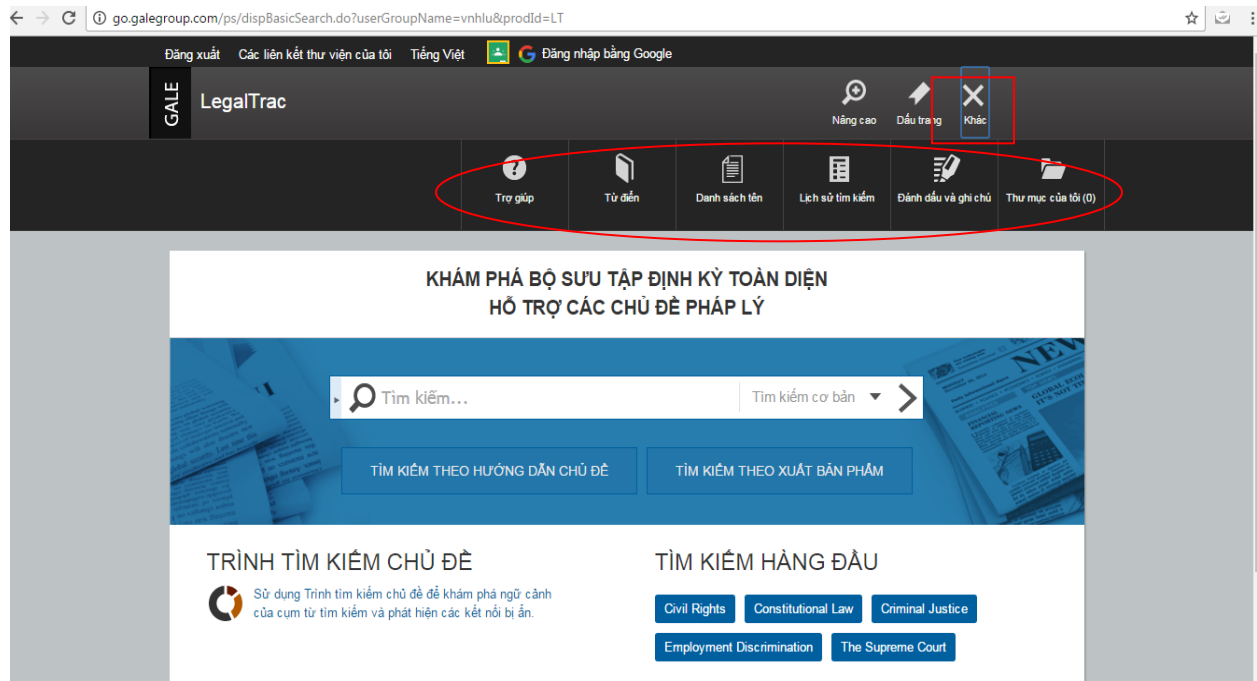 go.galegroup.com/ps/dispBasicSearch.do?userGroupName=vnhlu&prodId=LT
Đăng xuất Các liên kết thư viện của tôi Tiếng Việt G Đăng nhập bằng Google
GALE LegalTrac
Nâng cao Dấu trang Khác
Trợ giúp Từ điển Danh sách tên Lịch sử tìm kiếm Đánh dấu và ghi chú Thư mục của tôi (0)
KHÁM PHÁ BỘ SƯU TẬP ĐỊNH KỲ TOÀN DIỆN
HỖ TRỢ CÁC CHỦ ĐỀ PHÁP LÝ
NEW
Tìm kiếm... Tìm kiếm cơ bản
TÌM KIẾM THEO HƯỚNG DẪN CHỦ ĐỀ TÌM KIẾM THEO XUẤT BẢN PHẨM
TRÌNH TÌM KIẾM CHỦ ĐỀ TÌM KIẾM HÀNG ĐẦU
Sử dụng Trình tìm kiếm chủ đề để khám phá ngữ cảnh
của cụm từ tìm kiếm và phát hiện các kết nối bị ẩn.
Civil Rights Constitutional Law Criminal Justice
Employment Discrimination The Supreme Court